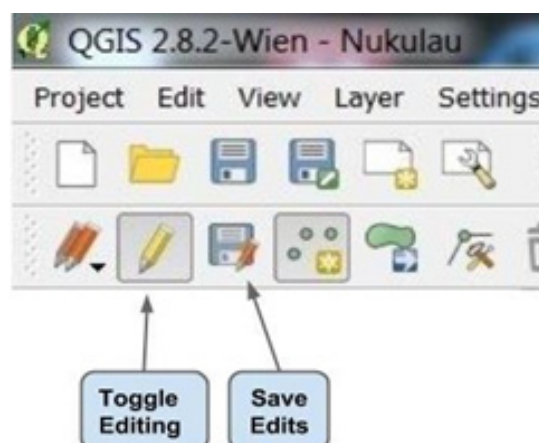 QGIS 2.8.2-Wien - Nukulau
Project Edit View Layer Settings
Toggle
Editing
Save
Edits